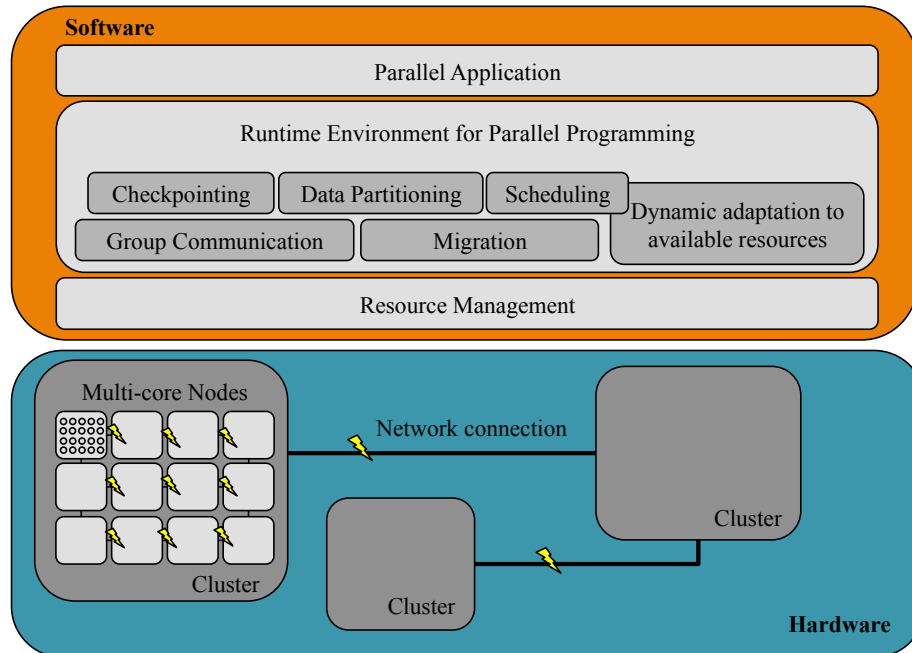 Software
Parallel Application
Runtime Environment for Parallel Programming
Checkpointing
Data Partitioning
Scheduling
Dynamic adaptation to
available resources
Group Communication
Migration
Resource Management
Multi-core Nodes
Network connection
Cluster
Cluster
Cluster
Hardware